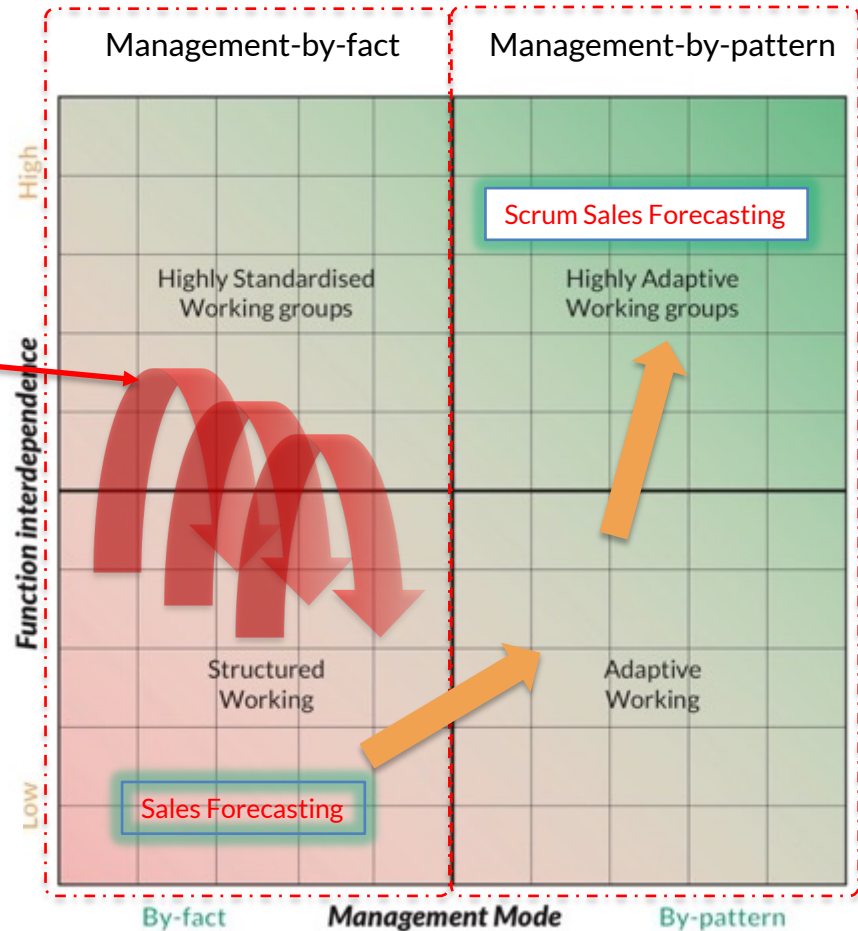 Management-by-fact
Management-by-pattern
High
Scrum Sales Forecasting
Highly Standardised
Working groups
Highly Adaptive
Working groups
Function interdependence
Structured
Working
Adaptive
Working
Low
Sales Forecasting
By-fact
Management Mode
By-pattern